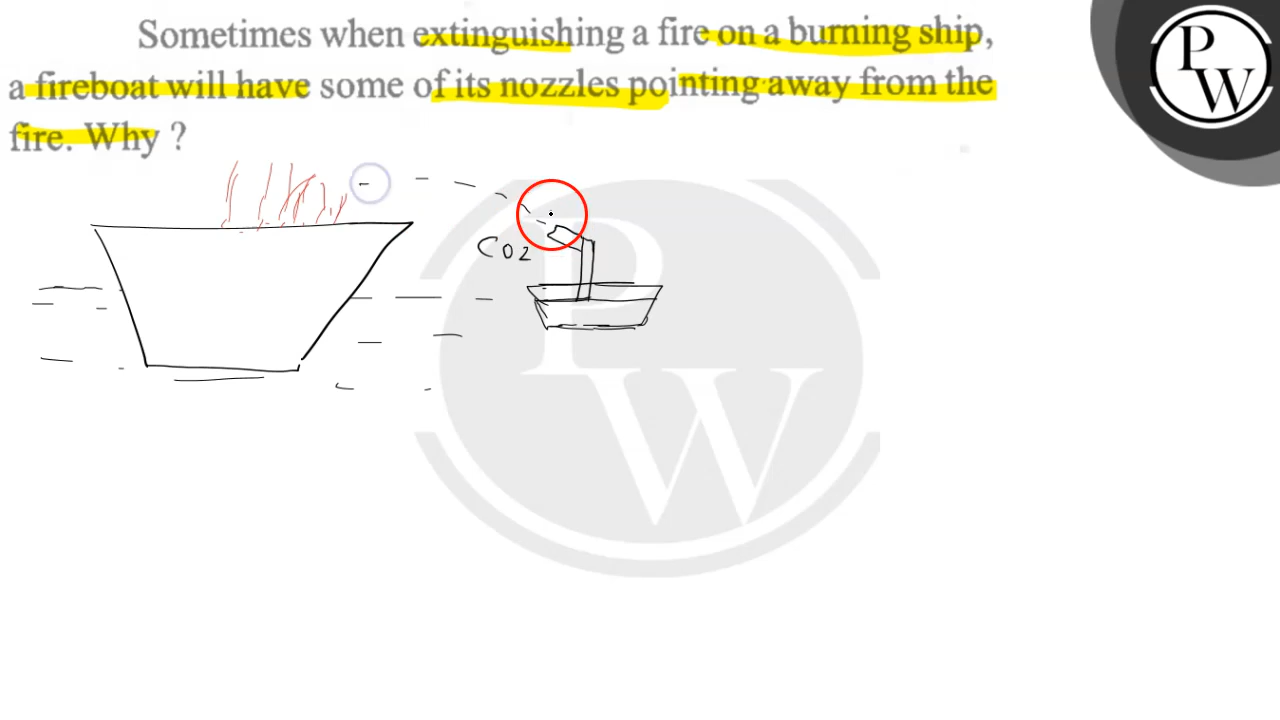 Sometimes when extinguishing a fire on a burning ship,
a fireboat will have some of its nozzles pointing away from the
fire. Why ?
PW
CO2
PW